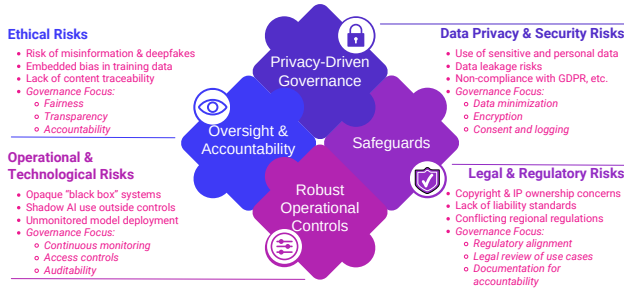 Ethical Risks
Risk of misinformation & deepfakes
Embedded bias in training data
Lack of content traceability
Governance Focus:
Fairness
Transparency
Accountability
Operational &
Technological Risks
Opaque "black box" systems
Shadow AI use outside controls
Unmonitored model deployment
Governance Focus:
Continuous monitoring
Access controls
Auditability
Privacy-Driven
Governance
Oversight &
Accountability
Safeguards
Robust
Operational
Controls
Data Privacy & Security Risks
Use of sensitive and personal data
Data leakage risks
Non-compliance with GDPR, etc.
Governance Focus:
Data minimization
Encryption
Consent and logging
Legal & Regulatory Risks
Copyright & IP ownership concerns
Lack of liability standards
Conflicting regional regulations
Governance Focus:
Regulatory alignment
Legal review of use cases
Documentation for
accountability